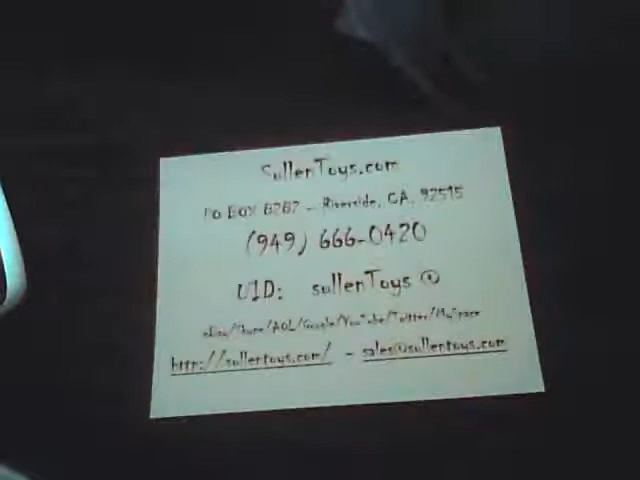 SullenToys.com
Po BOX 8287 - Riverside, CA. 92515
(949) 666-0420
UID: sullenToys ©
eBay/Skype/AOL/Google/YouTube/Twitter/MySpace
http://sullentoys.com/ - sales@sullentoys.com